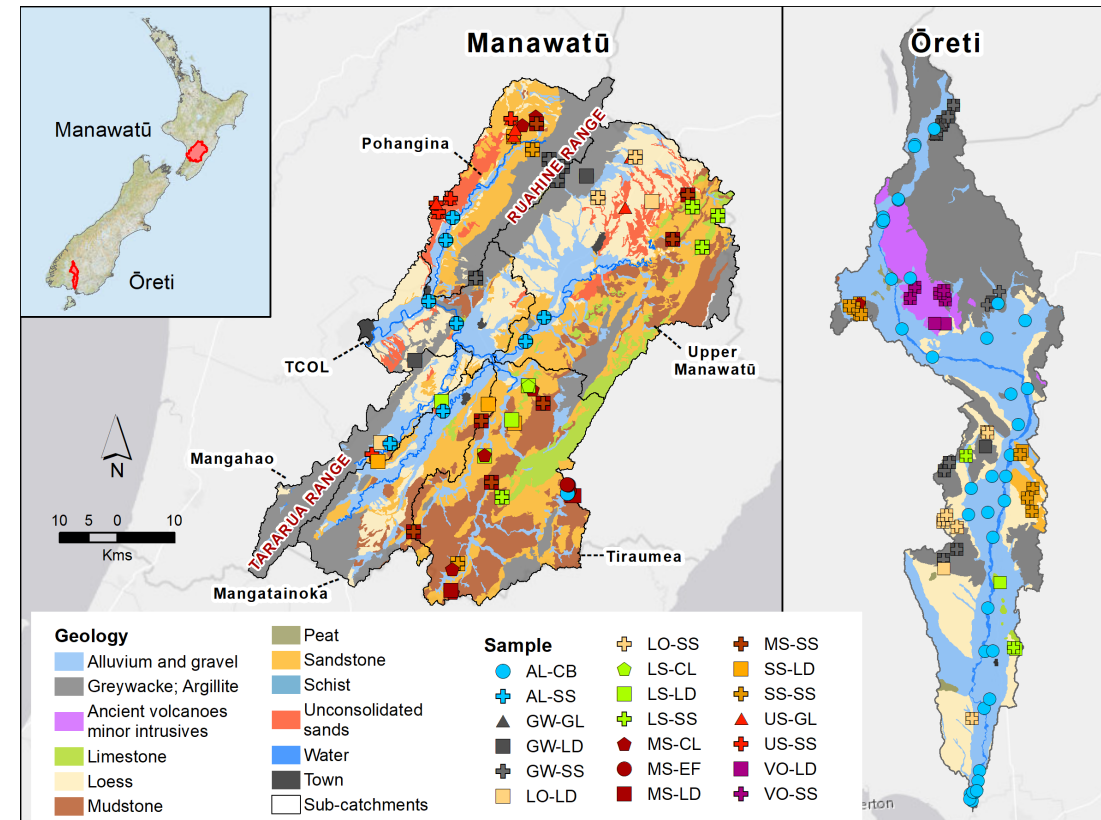 Manawatū
Ōreti
Manawatū
Ōreti
Pohangina
RUAHINE RANGE
TCOL
Upper
Manawatū
Mangahao
TARARUA RANGE
N
10 5 0 10
Kms
Mangatainoka
Tiraumea
Geology
Alluvium and gravel
Greywacke; Argillite
Ancient volcanoes
minor intrusives
Limestone
Loess
Mudstone
Peat
Sandstone
Schist
Unconsolidated
sands
Water
Town
Sub-catchments
Sample
AL-CB
AL-SS
GW-GL
GW-LD
GW-SS
LO-LD
LO-SS
LS-CL
LS-LD
LS-SS
MS-CL
MS-EF
MS-LD
MS-SS
SS-LD
SS-SS
US-GL
US-SS
VO-LD
VO-SS
erton